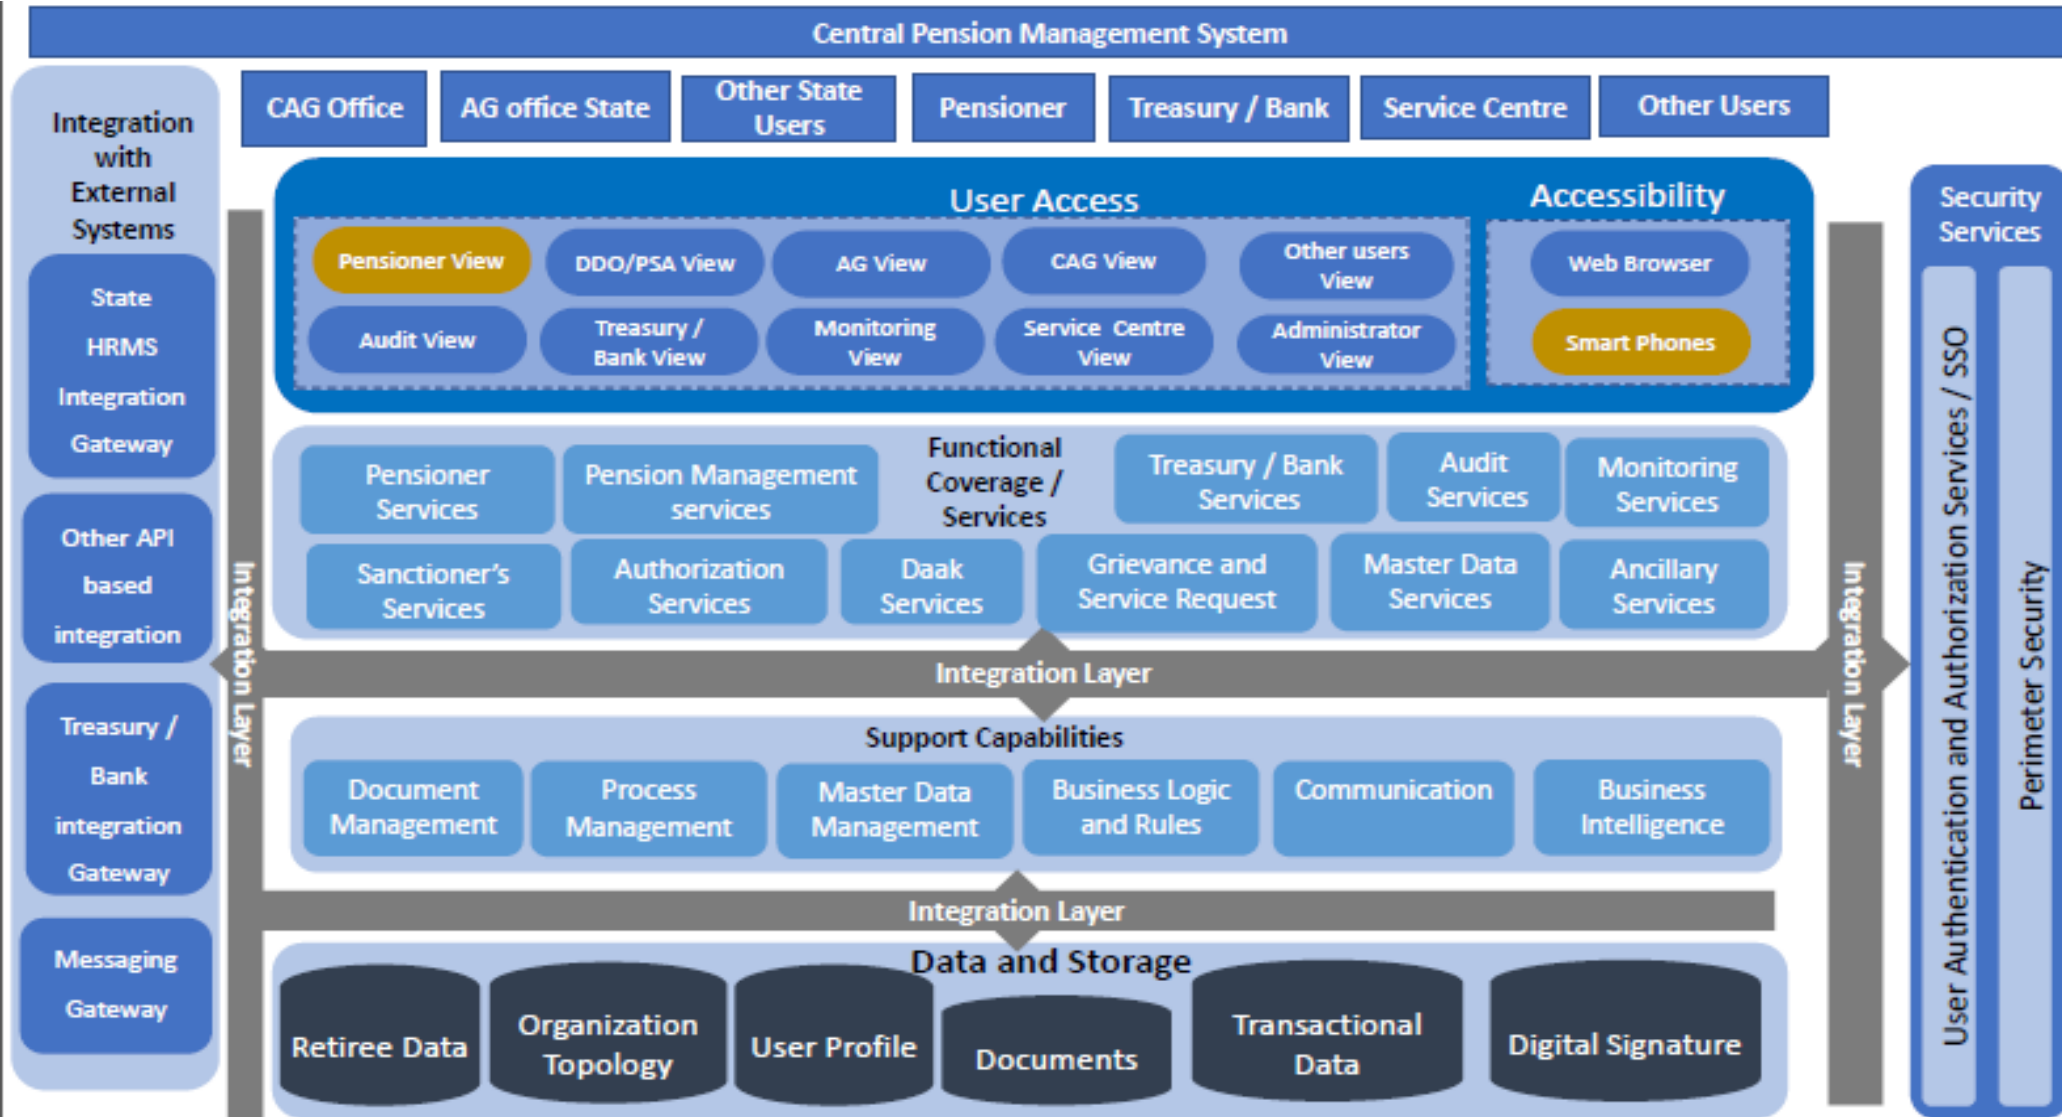 Central Pension Management System
CAG Office
AG office State
Other State
Users
Pensioner
Treasury / Bank
Service Centre
Other Users
Integration
with
External
Systems
State
HRMS
Integration
Gateway
Other API
based
integration
Treasury /
Bank
integration
Gateway
Messaging
Gateway
Integration Layer
User Access
Pensioner View
DDO/PSA View
AG View
CAG View
Other users
View
Audit View
Treasury /
Bank View
Monitoring
View
Service Centre
View
Administrator
View
Accessibility
Web Browser
Smart Phones
Functional
Coverage /
Services
Pensioner
Services
Pension Management
services
Treasury / Bank
Services
Audit
Services
Monitoring
Services
Sanctioner's
Services
Authorization
Services
Daak
Services
Grievance and
Service Request
Master Data
Services
Ancillary
Services
Integration Layer
Support Capabilities
Document
Management
Process
Management
Master Data
Management
Business Logic
and Rules
Communication
Business
Intelligence
Integration Layer
Data and Storage
Retiree Data
Organization
Topology
User Profile
Documents
Transactional
Data
Digital Signature
Integration Layer
Security
Services
User Authentication and Authorization Services / SSO
Perimeter Security